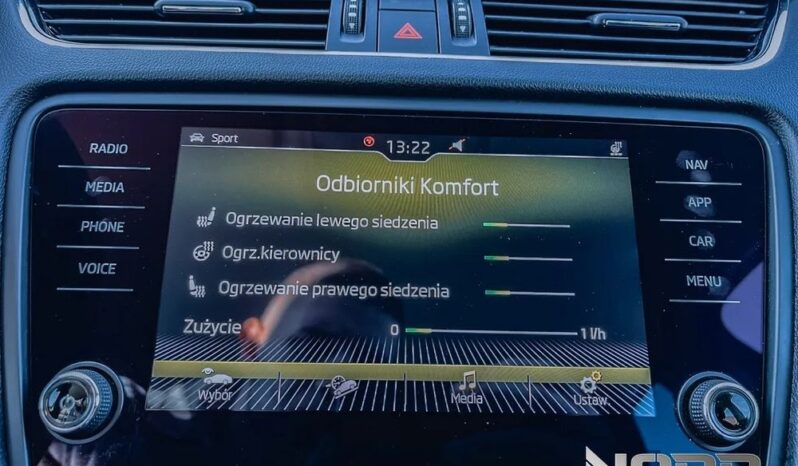 RADIO
MEDIA
PHONE
VOICE
Sport 13:22
Odbiorniki Komfort
Ogrzewanie lewego siedzenia
Ogrz.kierownicy
Ogrzewanie prawego siedzenia
Zużycie 0 1 l/h
Wybór Media Ustaw.
NAV
APP
CAR
MENU